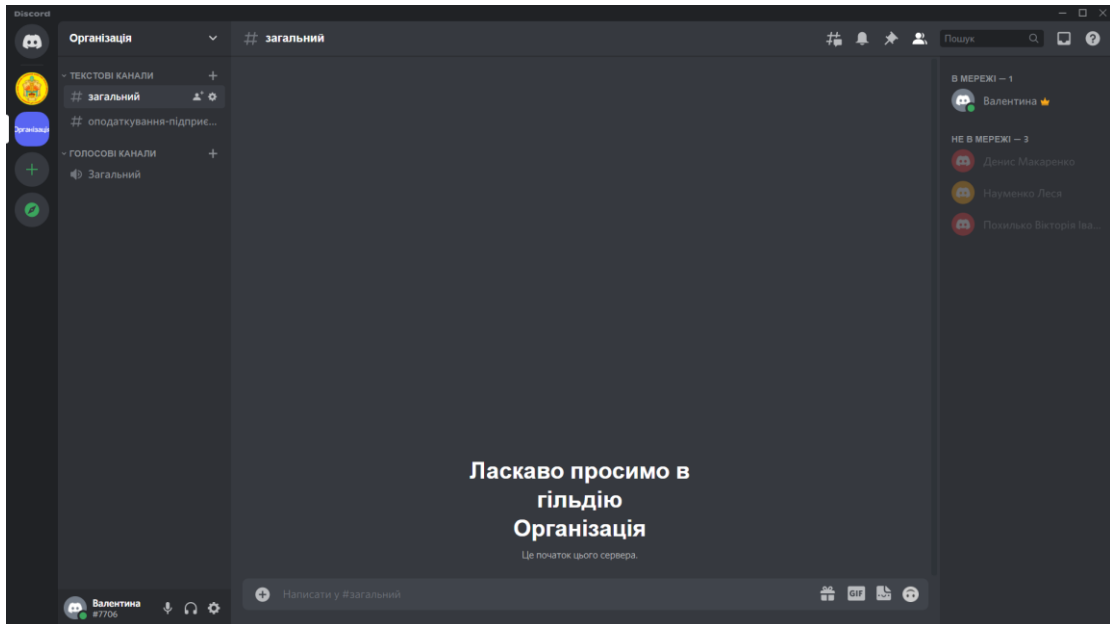 Discord
Організація
загальний
Пошук
ТЕКСТОВІ КАНАЛИ
загальний
оподаткування-підприє...
ГОЛОСОВІ КАНАЛИ
Загальний
Організація
В МЕРЕЖІ — 1
Валентина
НЕ В МЕРЕЖІ — 3
Денис Макаренко
Науменко Леся
Похилько Вікторія Іва...
Ласкаво просимо в
гільдію
Організація
Це початок цього сервера.
Написати у #загальний
GIF
Валентина
#7706